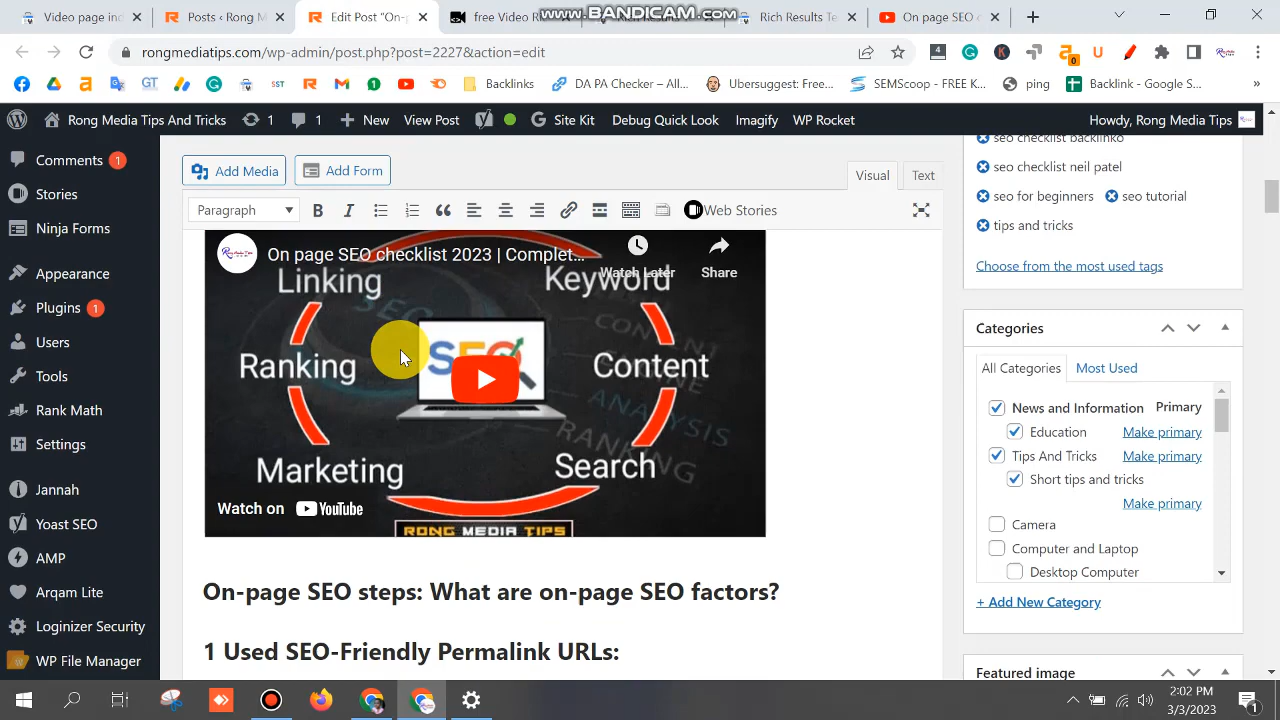 www.BANDICAM.com
Video page inc
Posts ‹ Rong M
Edit Post "On-p
free Video R
Rich Results Te
On page SEO c
rongmediatips.com/wp-admin/post.php?post=2227&action=edit
Backlinks
DA PA Checker – All...
Ubersuggest: Free...
SEMScoop - FREE K...
ping
Backlink - Google S...
Rong Media Tips And Tricks
1
1
New
View Post
Site Kit
Debug Quick Look
Imagify
WP Rocket
Howdy, Rong Media Tips
Comments 1
Stories
Ninja Forms
Appearance
Plugins 1
Users
Tools
Rank Math
Settings
Jannah
Yoast SEO
AMP
Arqam Lite
Loginizer Security
WP File Manager
Add Media
Add Form
Visual
Text
Paragraph
Web Stories
On page SEO checklist 2023 | Complet...
Watch Later
Share
Linking
Keyword
Ranking
SEO
Content
Marketing
Search
Watch on YouTube
RONG MEDIA TIPS
On-page SEO steps: What are on-page SEO factors?
1 Used SEO-Friendly Permalink URLs:
seo checklist backlinko
seo checklist neil patel
seo for beginners
seo tutorial
tips and tricks
Choose from the most used tags
Categories
All Categories
Most Used
News and Information Primary
Education Make primary
Tips And Tricks Make primary
Short tips and tricks
Make primary
Camera
Computer and Laptop
Desktop Computer
+ Add New Category
Featured image
2:02 PM
3/3/2023